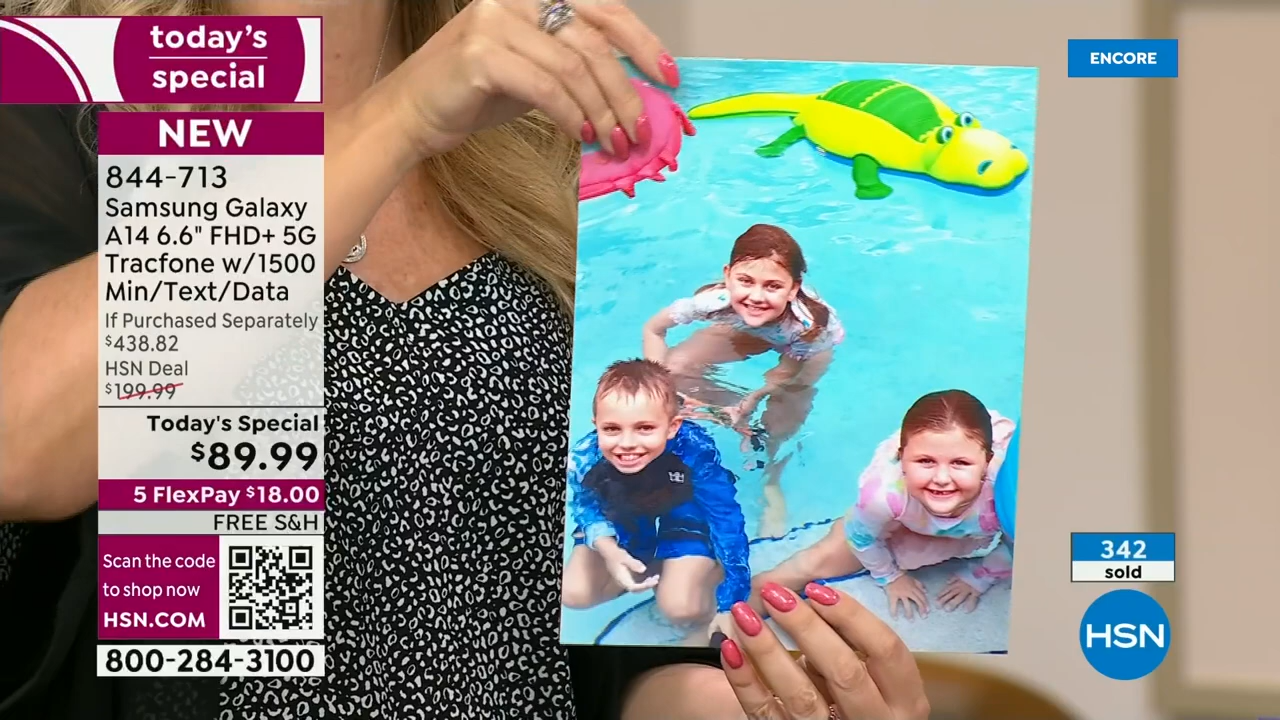 today's
special
NEW
844-713
Samsung Galaxy
A14 6.6" FHD+ 5G
Tracfone w/1500
Min/Text/Data
If Purchased Separately
$438.82
HSN Deal
$199.99
Today's Special
$89.99
5 FlexPay $18.00
FREE S&H
Scan the code
to shop now
HSN.COM
800-284-3100
ENCORE
342
sold
HSN